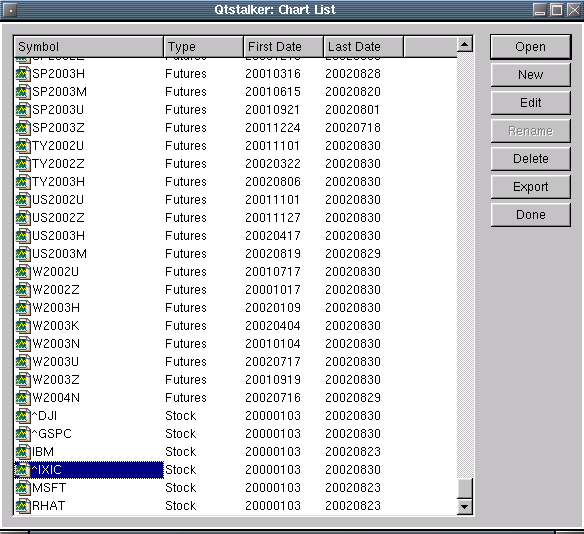 Qtstalker: Chart List
Symbol Type First Date Last Date
SP2003H Futures 20010316 20020828
SP2003M Futures 20010615 20020820
SP2003U Futures 20010921 20020801
SP2003Z Futures 20011224 20020718
TY2002U Futures 20011101 20020830
TY2002Z Futures 20020322 20020830
TY2003H Futures 20020806 20020830
US2002U Futures 20011101 20020830
US2002Z Futures 20011127 20020830
US2003H Futures 20020417 20020830
US2003M Futures 20020819 20020829
W2002U Futures 20010717 20020830
W2002Z Futures 20001017 20020830
W2003H Futures 20020109 20020830
W2003K Futures 20020404 20020830
W2003N Futures 20010104 20020830
W2003U Futures 20020717 20020830
W2003Z Futures 20010919 20020830
W2004N Futures 20020716 20020829
^DJI Stock 20000103 20020830
^GSPC Stock 20000103 20020830
IBM Stock 20000103 20020823
^IXIC Stock 20000103 20020830
MSFT Stock 20000103 20020823
RHAT Stock 20000103 20020823
Open
New
Edit
Rename
Delete
Export
Done